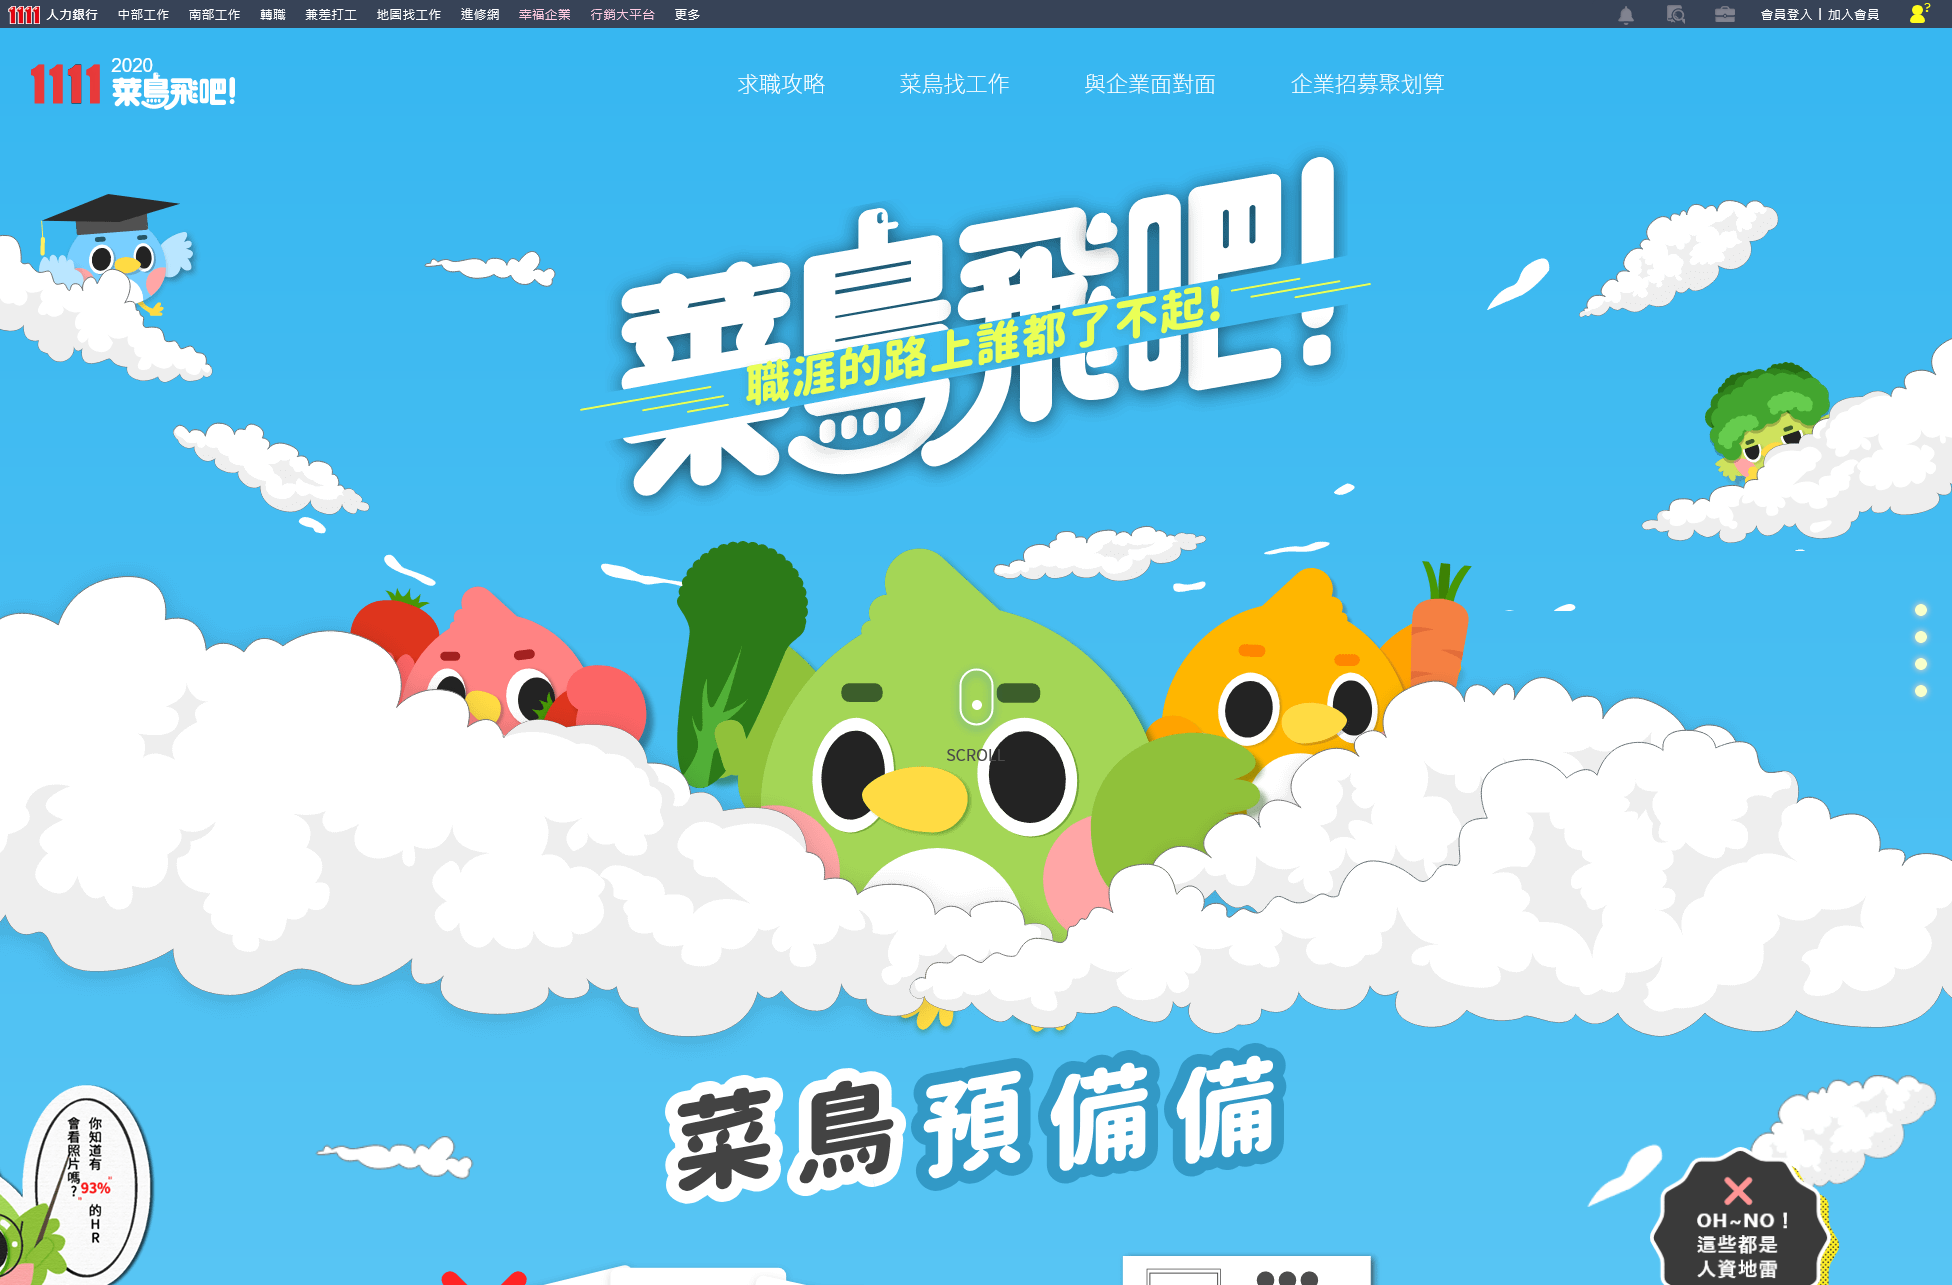 1111 人力銀行 中部工作 南部工作 轉職 兼差打工 地圖找工作 進修網 幸福企業 行銷大平台 更多 會員登入 | 加入會員
1111 2020 菜鳥飛吧!
求職攻略 菜鳥找工作 與企業面對面 企業招募聚划算
菜鳥飛吧!
職涯的路上誰都了不起!
SCROLL
菜鳥預備備
你知道有"93%"的HR
會看照片嗎?
OH~NO!
這些都是
人資地雷